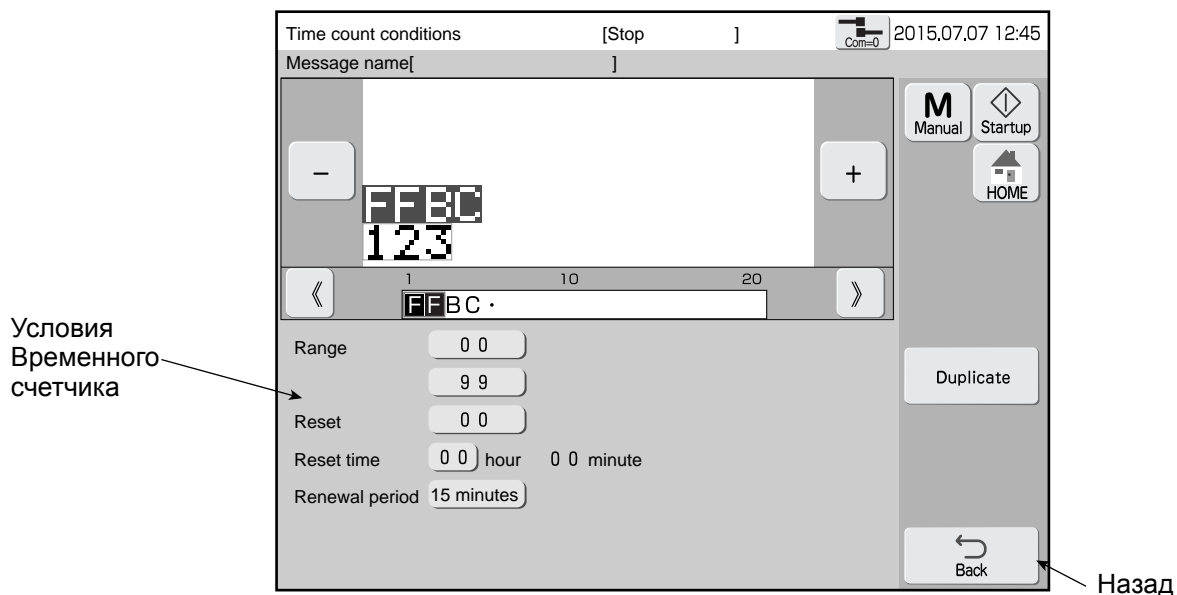 Time count conditions [Stop ] Com=0 2015.07.07 12:45
Message name[ ]
M
Manual
Startup
HOME
−
+
FFBC
123
1 10 20
《
》
FFBC·
Условия
Временного
счетчика
Range 00
99
Reset 00
Reset time 00 hour 00 minute
Renewal period 15 minutes
Duplicate
Back
Назад